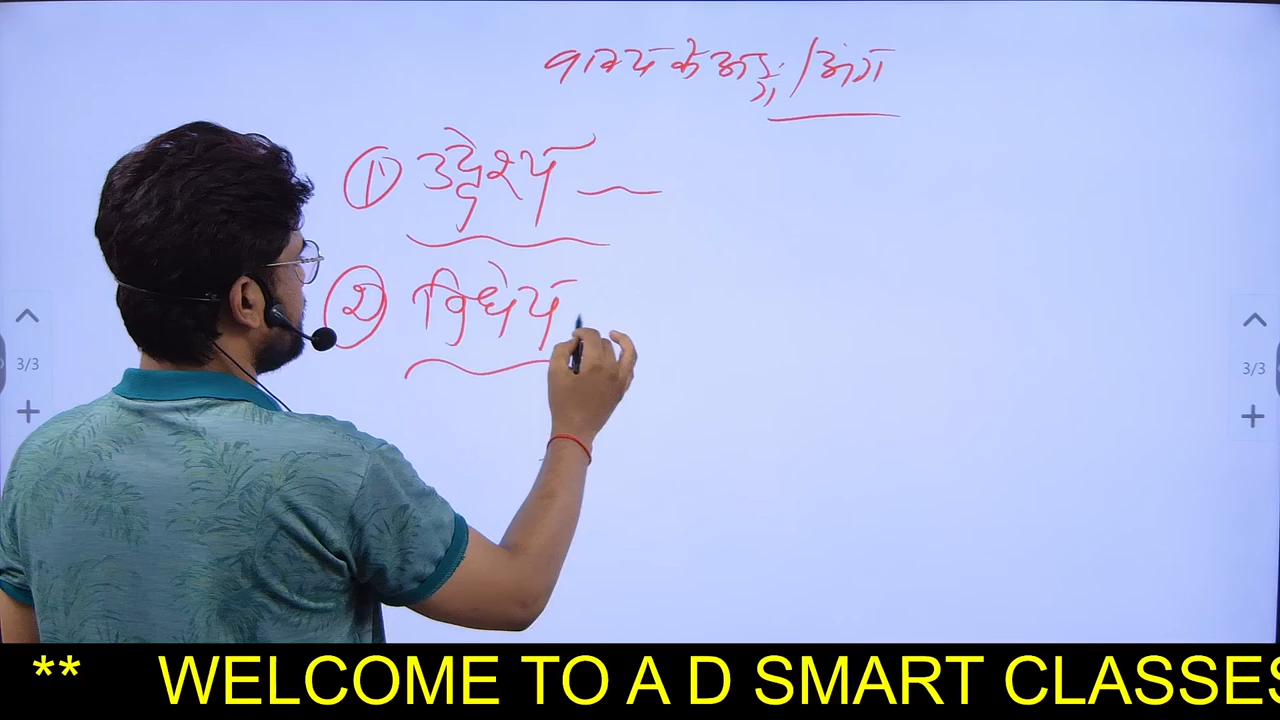 वाक्य के अङ्ग / अंग
① उद्देश्य
② विधेय
3/3
3/3
** WELCOME TO A D SMART CLASSES